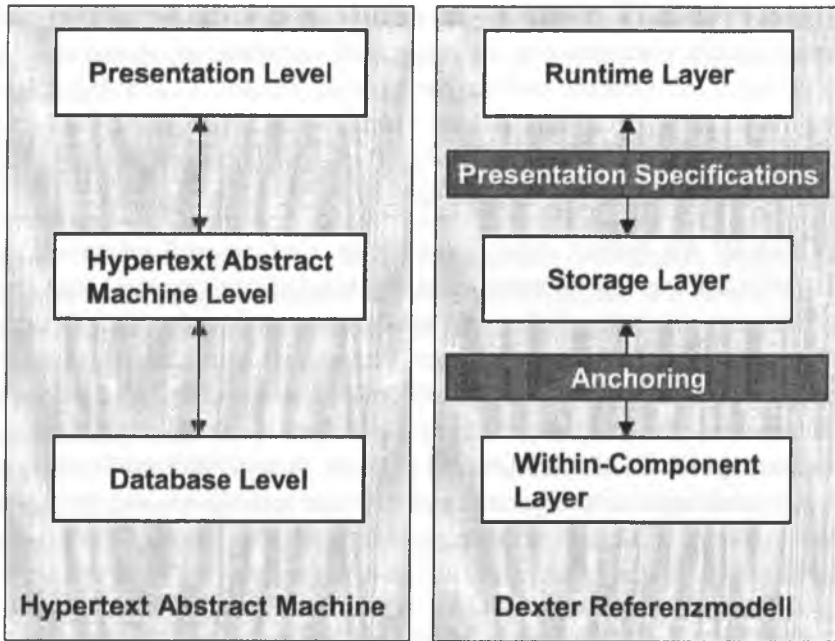 Presentation Level
Hypertext Abstract
Machine Level
Database Level
Hypertext Abstract Machine
Runtime Layer
Presentation Specifications
Storage Layer
Anchoring
Within-Component
Layer
Dexter Referenzmodell